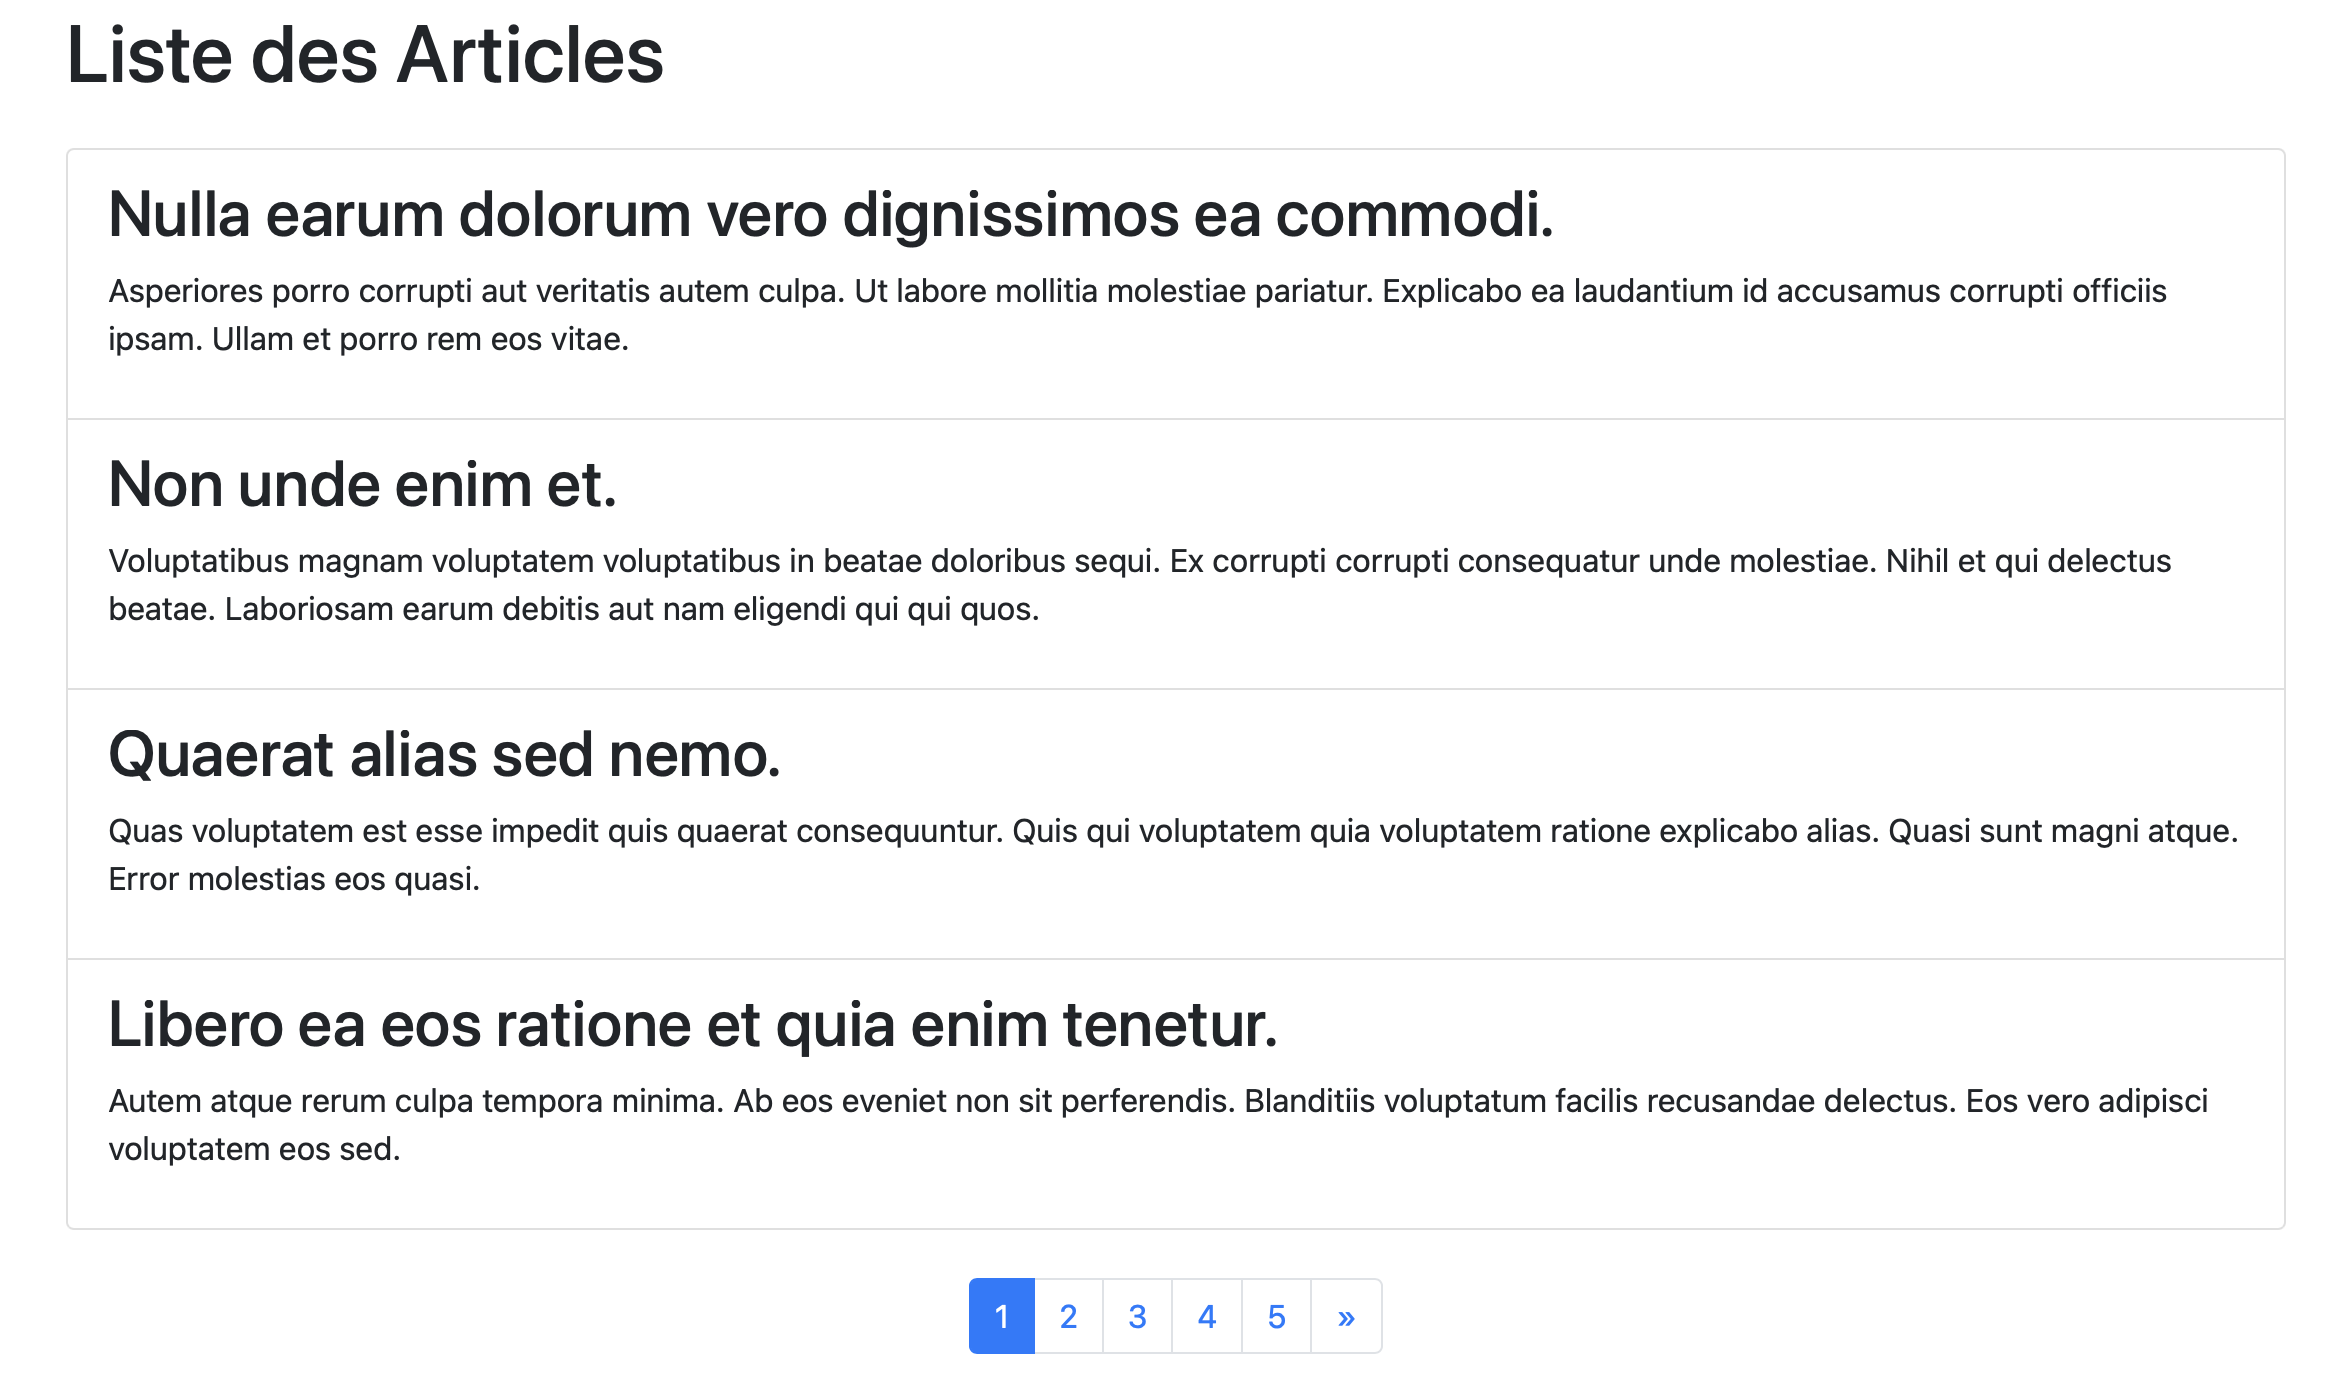 Liste des Articles
Nulla earum dolorum vero dignissimos ea commodi.
Asperiores porro corrupti aut veritatis autem culpa. Ut labore mollitia molestiae pariatur. Explicabo ea laudantium id accusamus corrupti officiis
ipsam. Ullam et porro rem eos vitae.
Non unde enim et.
Voluptatibus magnam voluptatem voluptatibus in beatae doloribus sequi. Ex corrupti corrupti consequatur unde molestiae. Nihil et qui delectus
beatae. Laboriosam earum debitis aut nam eligendi qui qui quos.
Quaerat alias sed nemo.
Quas voluptatem est esse impedit quis quaerat consequuntur. Quis qui voluptatem quia voluptatem ratione explicabo alias. Quasi sunt magni atque.
Error molestias eos quasi.
Libero ea eos ratione et quia enim tenetur.
Autem atque rerum culpa tempora minima. Ab eos eveniet non sit perferendis. Blanditiis voluptatum facilis recusandae delectus. Eos vero adipisci
voluptatem eos sed.
1 2 3 4 5 »